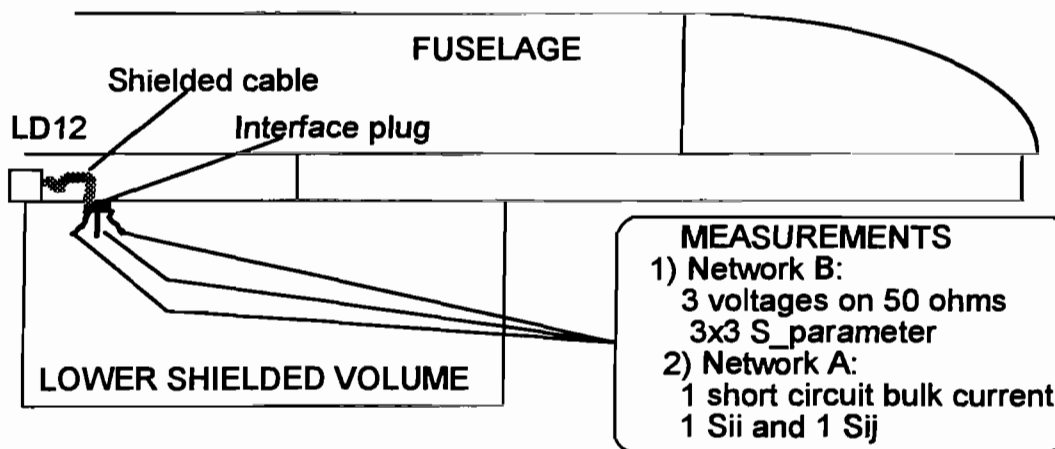 FUSELAGE
Shielded cable
LD12
Interface plug
MEASUREMENTS
1) Network B:
3 voltages on 50 ohms
3x3 S_parameter
2) Network A:
1 short circuit bulk current
1 Sii and 1 Sij
LOWER SHIELDED VOLUME